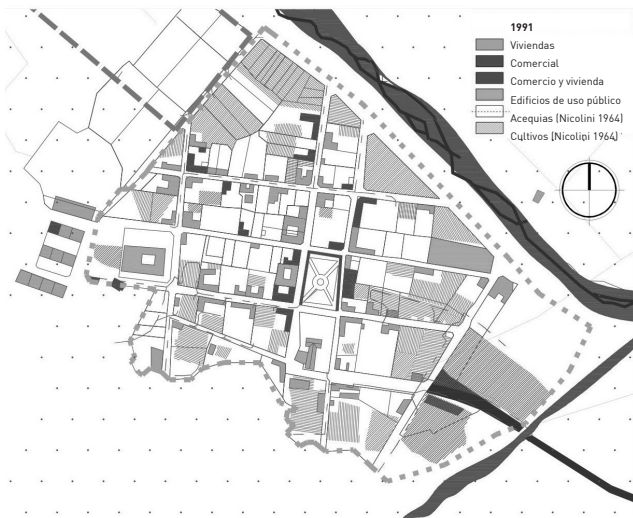 1991
Viviendas
Comercial
Comercio y vivienda
Edificios de uso público
Acequias (Nicolini 1964)
Cultivos (Nicolini 1964)